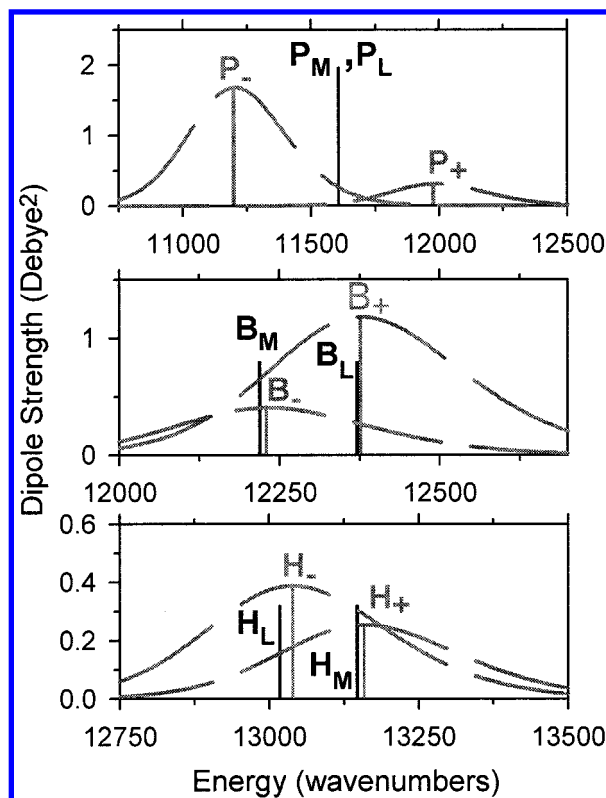 Dipole Strength (Debye²)
2
1
0
P₋
P_M ,P_L
P₊
11000 11500 12000 12500
1
0
B_M
B₋
B_L
B₊
12000 12250 12500
0.6
0.4
0.2
0.0
H_L
H₋
H_M
H₊
12750 13000 13250 13500
Energy (wavenumbers)